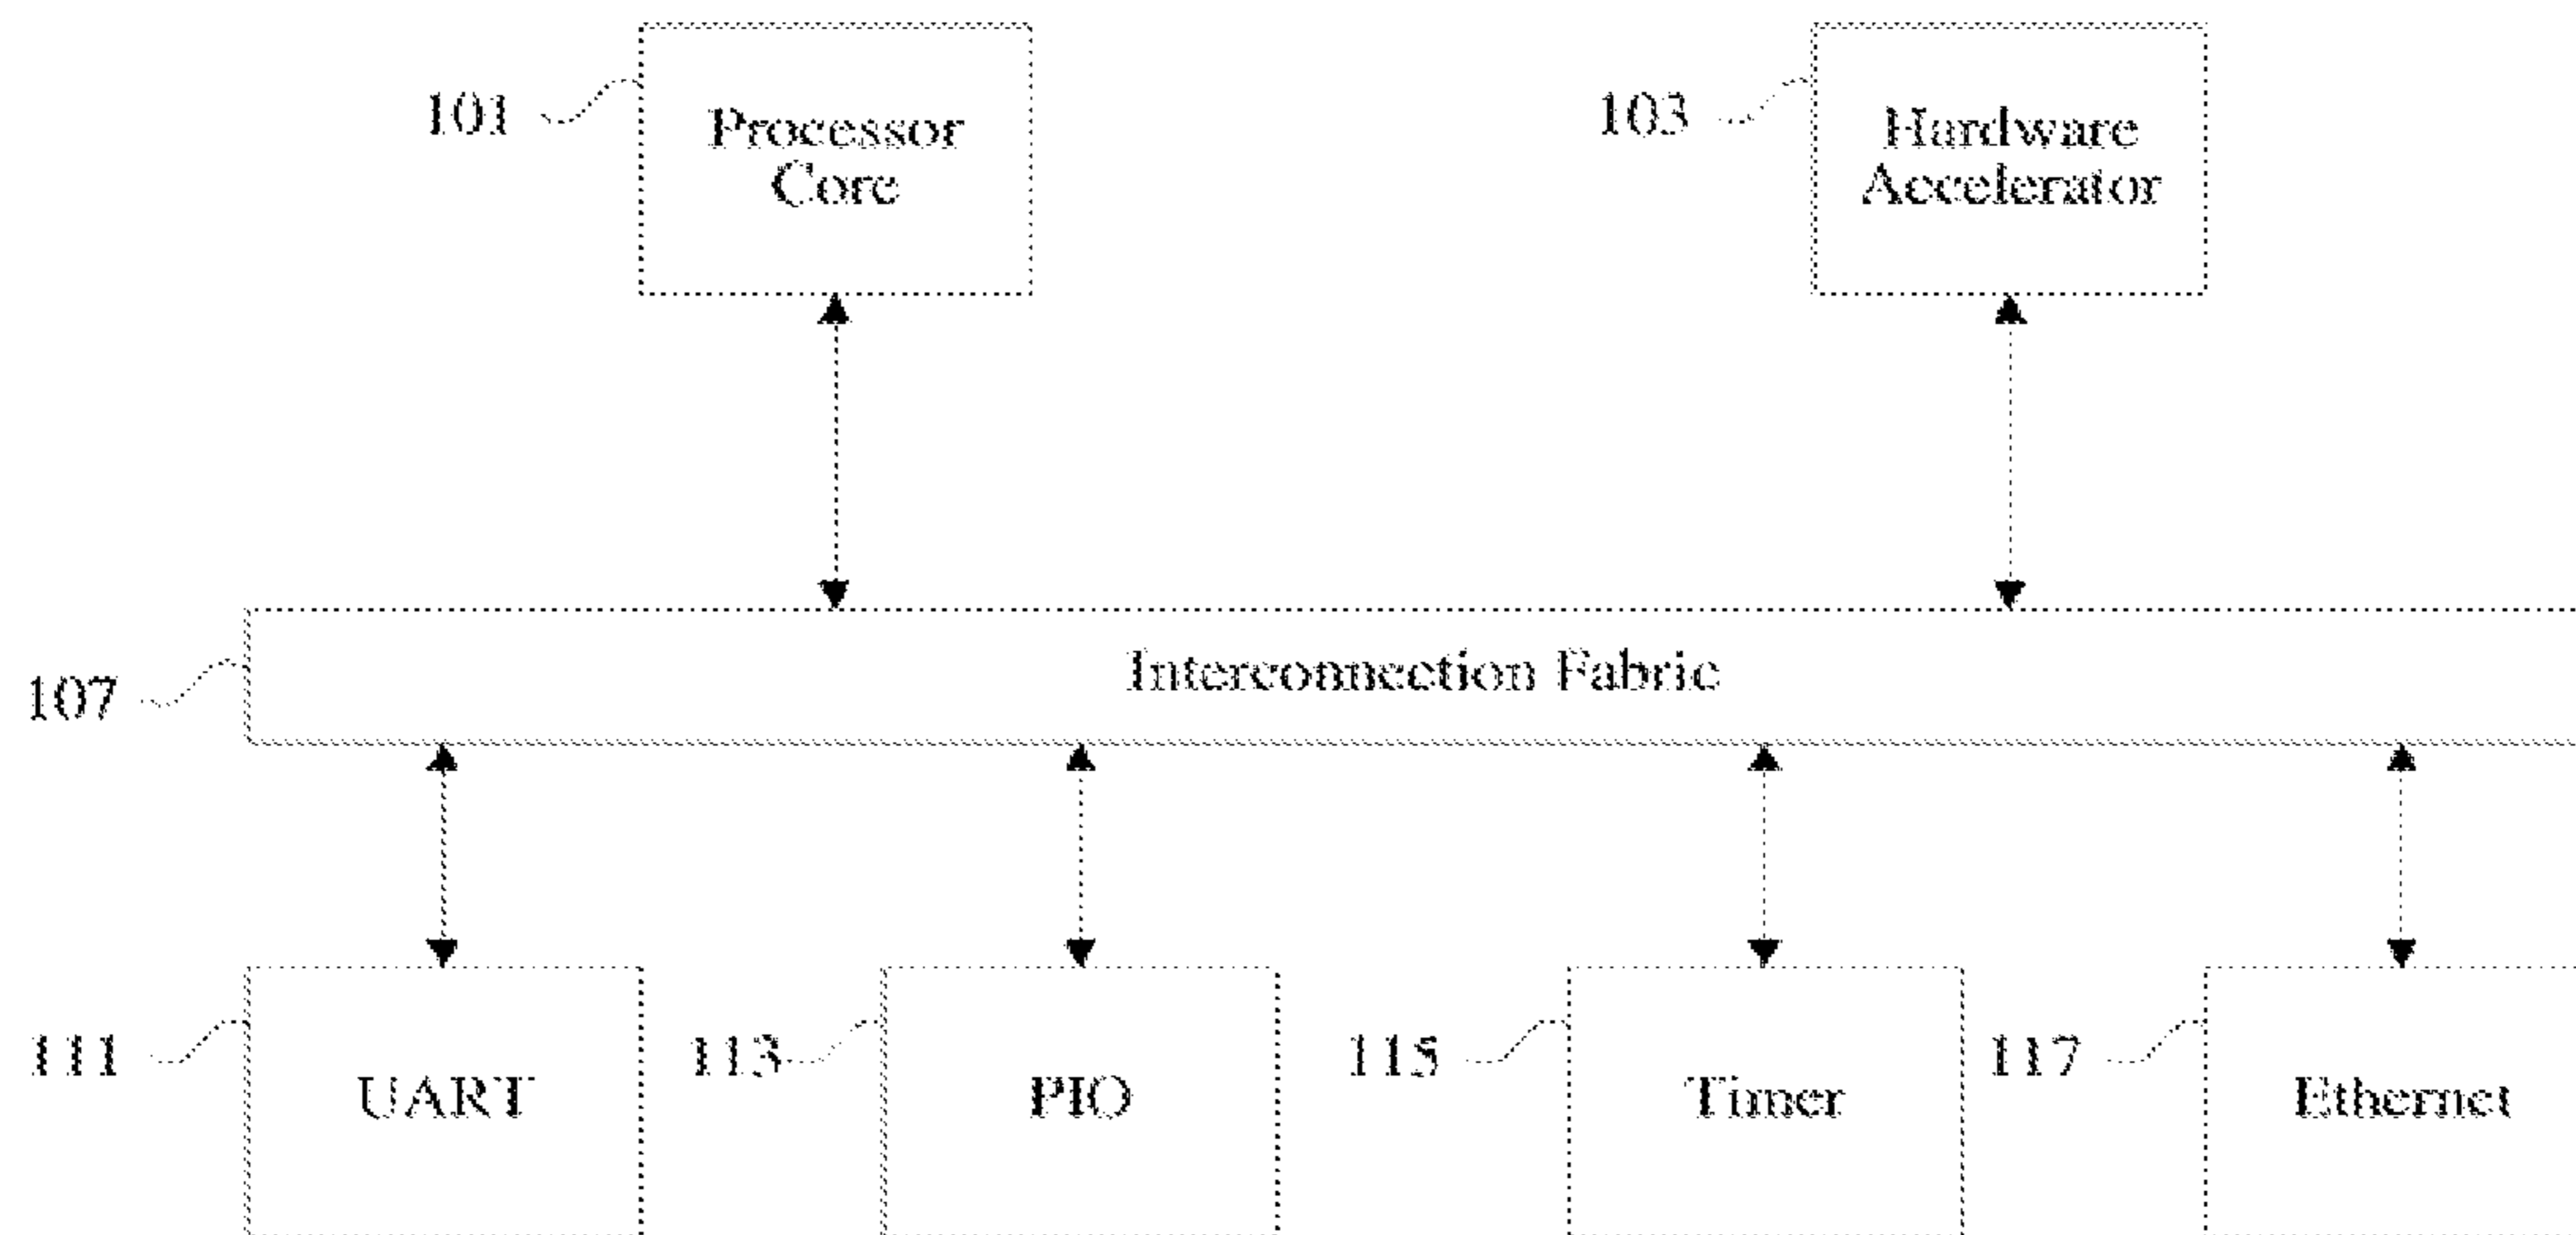 101
Processor
Core
103
Hardware
Accelerator
107
Interconnection Fabric
111
UART
113
PIO
115
Timer
117
Ethernet